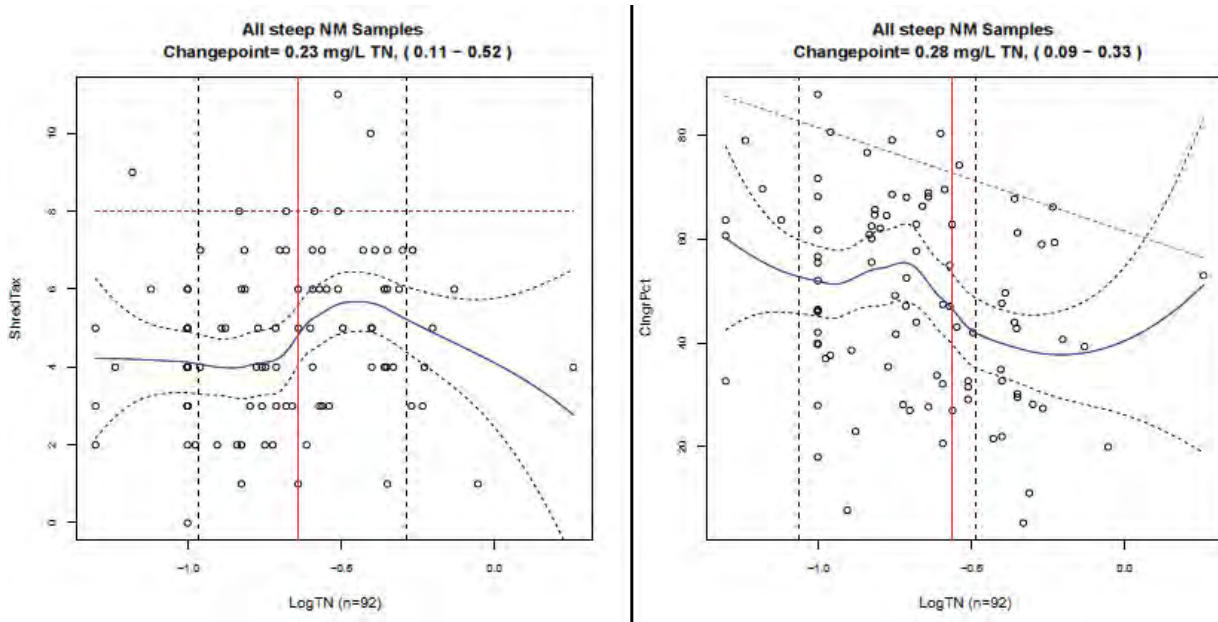 All steep NM Samples
Changepoint= 0.23 mg/L TN, ( 0.11 − 0.52 )
ShredTax
10
8
6
4
2
0
−1.0
−0.5
0.0
LogTN (n=92)
All steep NM Samples
Changepoint= 0.28 mg/L TN, ( 0.09 − 0.33 )
ClngrPct
80
60
40
20
−1.0
−0.5
0.0
LogTN (n=92)